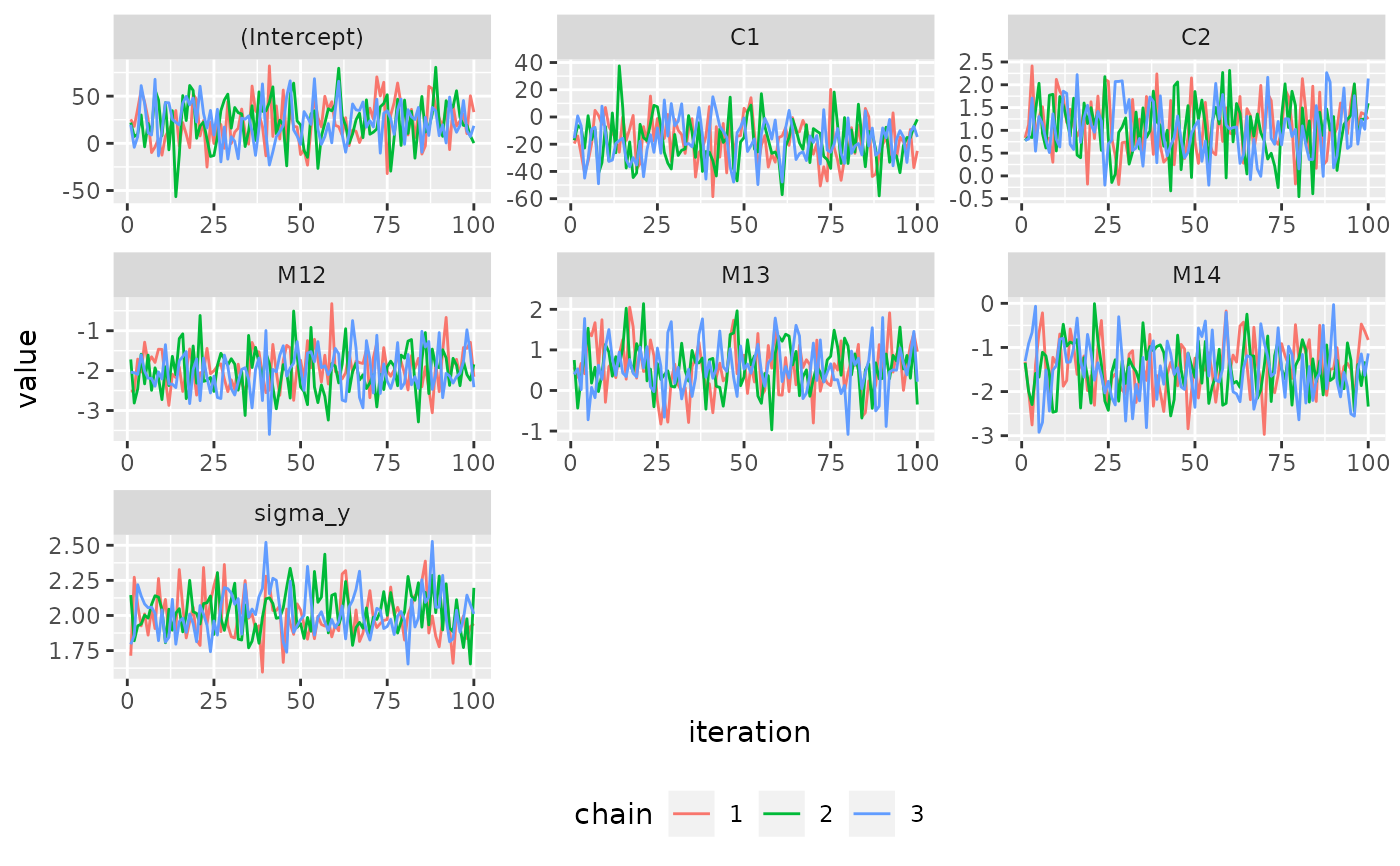 (Intercept) C1 C2
50 0 -50
40 20 0 -20 -40 -60
2.5 2.0 1.5 1.0 0.5 0.0 -0.5
0 25 50 75 100 0 25 50 75 100 0 25 50 75 100
M12 M13 M14
-1 -2 -3
2 1 0 -1
0 -1 -2 -3
0 25 50 75 100 0 25 50 75 100 0 25 50 75 100
value
sigma_y
2.50
2.25
2.00
1.75
0 25 50 75 100
iteration
chain 1 2 3